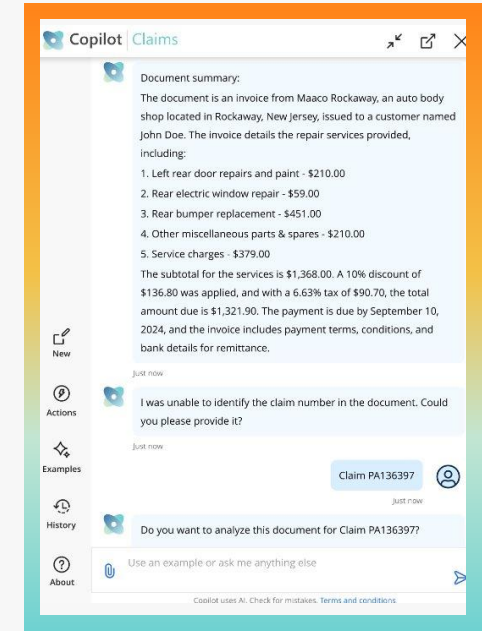 Copilot Claims
Document summary:
The document is an invoice from Maaco Rockaway, an auto body
shop located in Rockaway, New Jersey, issued to a customer named
John Doe. The invoice details the repair services provided,
including:
1. Left rear door repairs and paint - $210.00
2. Rear electric window repair - $59.00
3. Rear bumper replacement - $451.00
4. Other miscellaneous parts & spares - $210.00
5. Service charges - $379.00
The subtotal for the services is $1,368.00. A 10% discount of
$136.80 was applied, and with a 6.63% tax of $90.70, the total
amount due is $1,321.90. The payment is due by September 10,
2024, and the invoice includes payment terms, conditions, and
bank details for remittance.
Just now
I was unable to identify the claim number in the document. Could
you please provide it?
Just now
Claim PA136397
Just now
Do you want to analyze this document for Claim PA136397?
New
Actions
Examples
History
About
Use an example or ask me anything else
Copilot uses AI. Check for mistakes. Terms and conditions